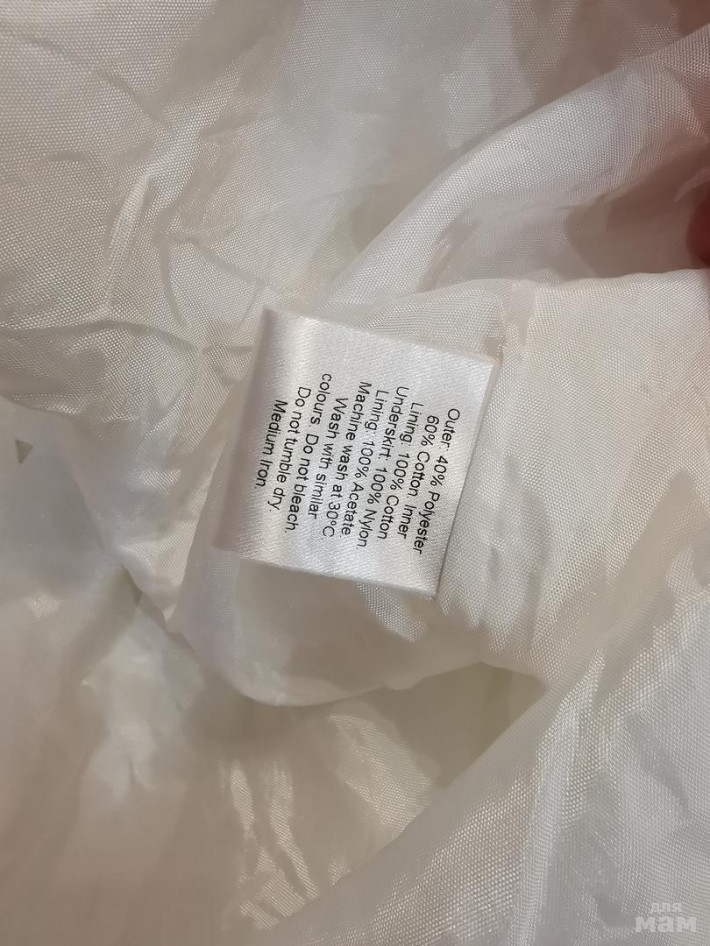 Outer: 40% Polyester
60% Cotton. Inner
Lining: 100% Cotton
Underskirt: 100% Nylon.
Lining: 100% Acetate
Machine wash at 30°C
Wash with similar
colours. Do not bleach.
Do not tumble dry.
Medium Iron.
для
мам